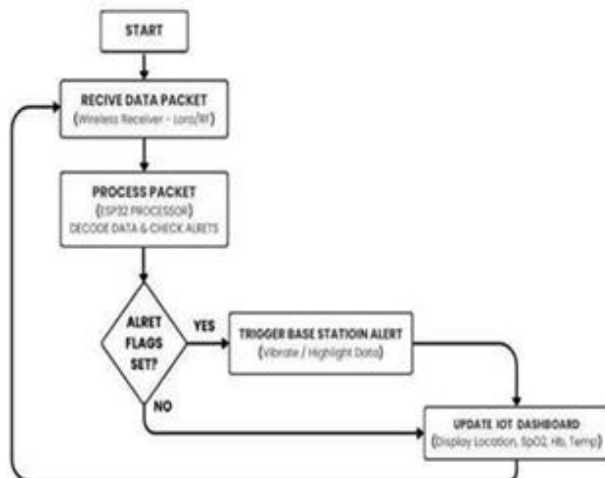 START
RECIVE DATA PACKET
(Wireless Receiver - Lora/RF)
PROCESS PACKET
(ESP32 PROCESSOR)
DECODE DATA & CHECK ALRETS
ALRET
FLAGS
SET?
YES
TRIGGER BASE STATIOIN ALERT
(Vibrate / Highlight Data)
NO
UPDATE IOT DASHBOARD
(Display Location, SpO2, Hb, Temp)